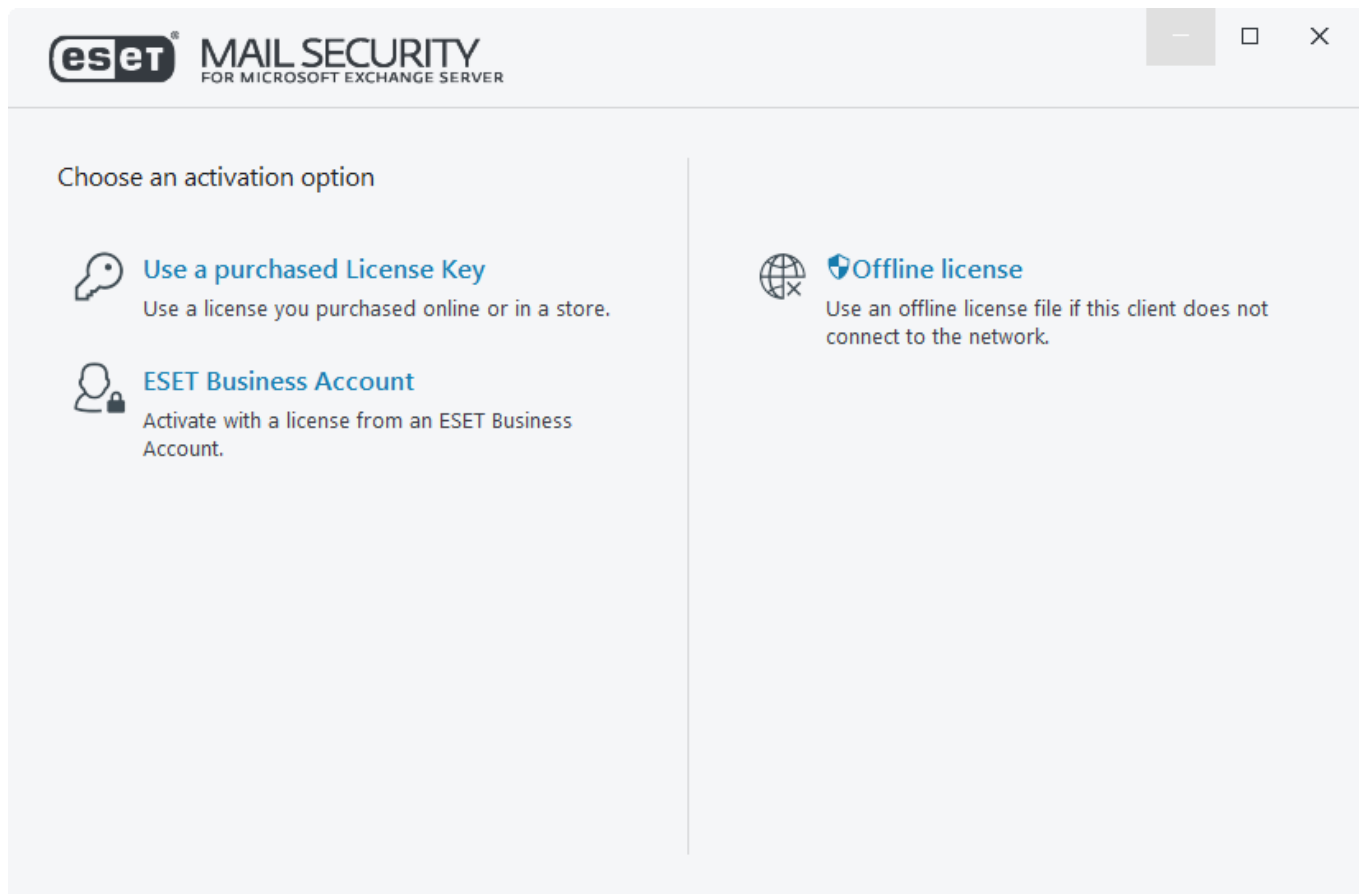 eseT® MAIL SECURITY
FOR MICROSOFT EXCHANGE SERVER
Choose an activation option
Use a purchased License Key
Use a license you purchased online or in a store.
ESET Business Account
Activate with a license from an ESET Business
Account.
Offline license
Use an offline license file if this client does not
connect to the network.